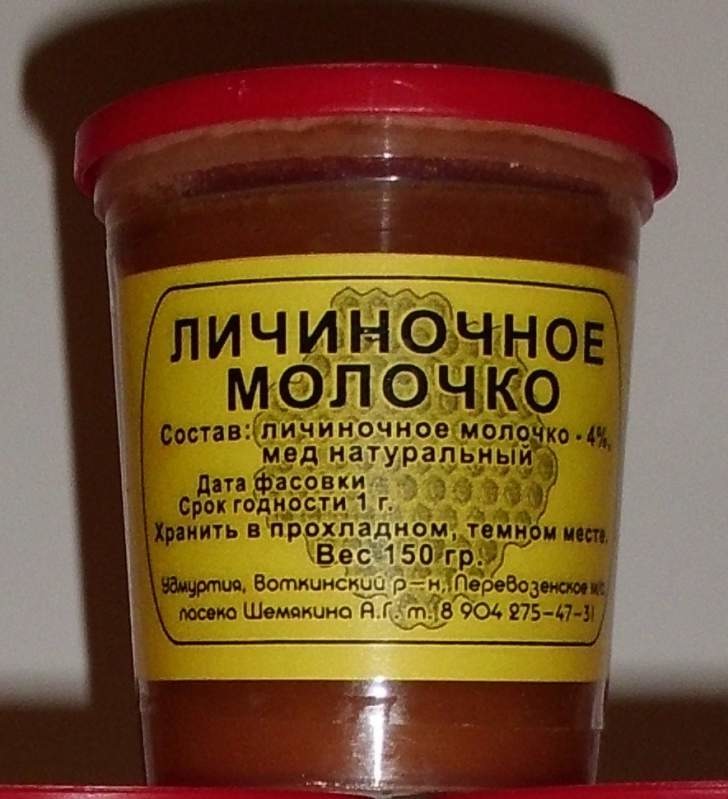 ЛИЧИНОЧНОЕ
МОЛОЧКО
Состав: личиночное молочко - 4%,
мед натуральный
Дата фасовки
Срок годности 1 г.
Хранить в прохладном, темном месте.
Вес 150 гр.
Удмуртия, Воткинский р-н, Перевозенское
пасека Шемякина А.Г. т. 8 904 275-47-31